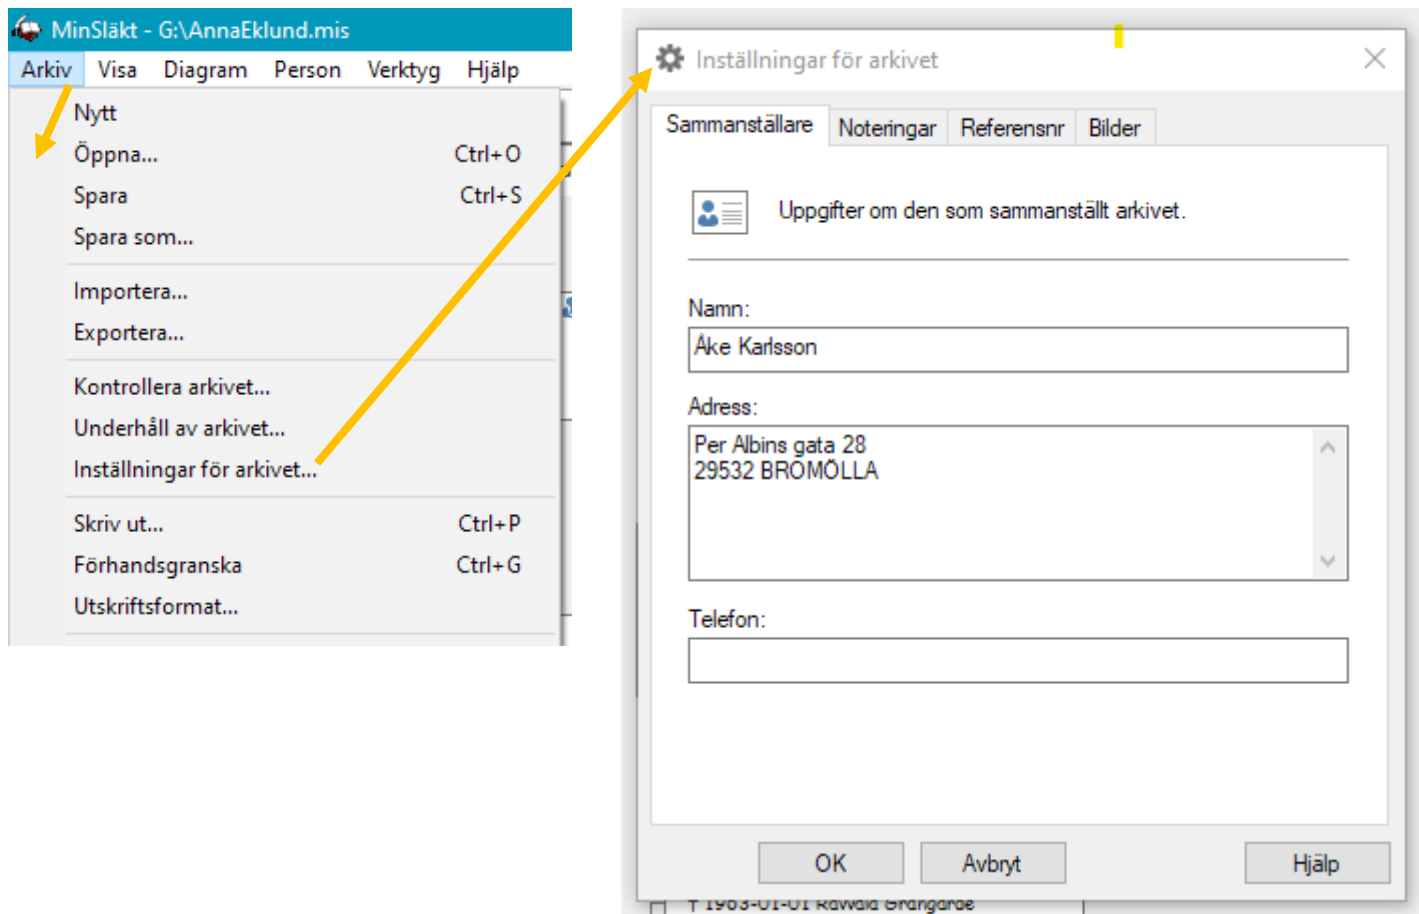 MinSläkt - G:\AnnaEklund.mis
Arkiv Visa Diagram Person Verktyg Hjälp
Nytt
Öppna... Ctrl+O
Spara Ctrl+S
Spara som...
Importera...
Exportera...
Kontrollera arkivet...
Underhåll av arkivet...
Inställningar för arkivet...
Skriv ut... Ctrl+P
Förhandsgranska Ctrl+G
Utskriftsformat...
Inställningar för arkivet
Sammanställare Noteringar Referensnr Bilder
Uppgifter om den som sammanställt arkivet.
Namn:
Åke Karlsson
Adress:
Per Albins gata 28
29532 BROMÖLLA
Telefon:
OK Avbryt Hjälp